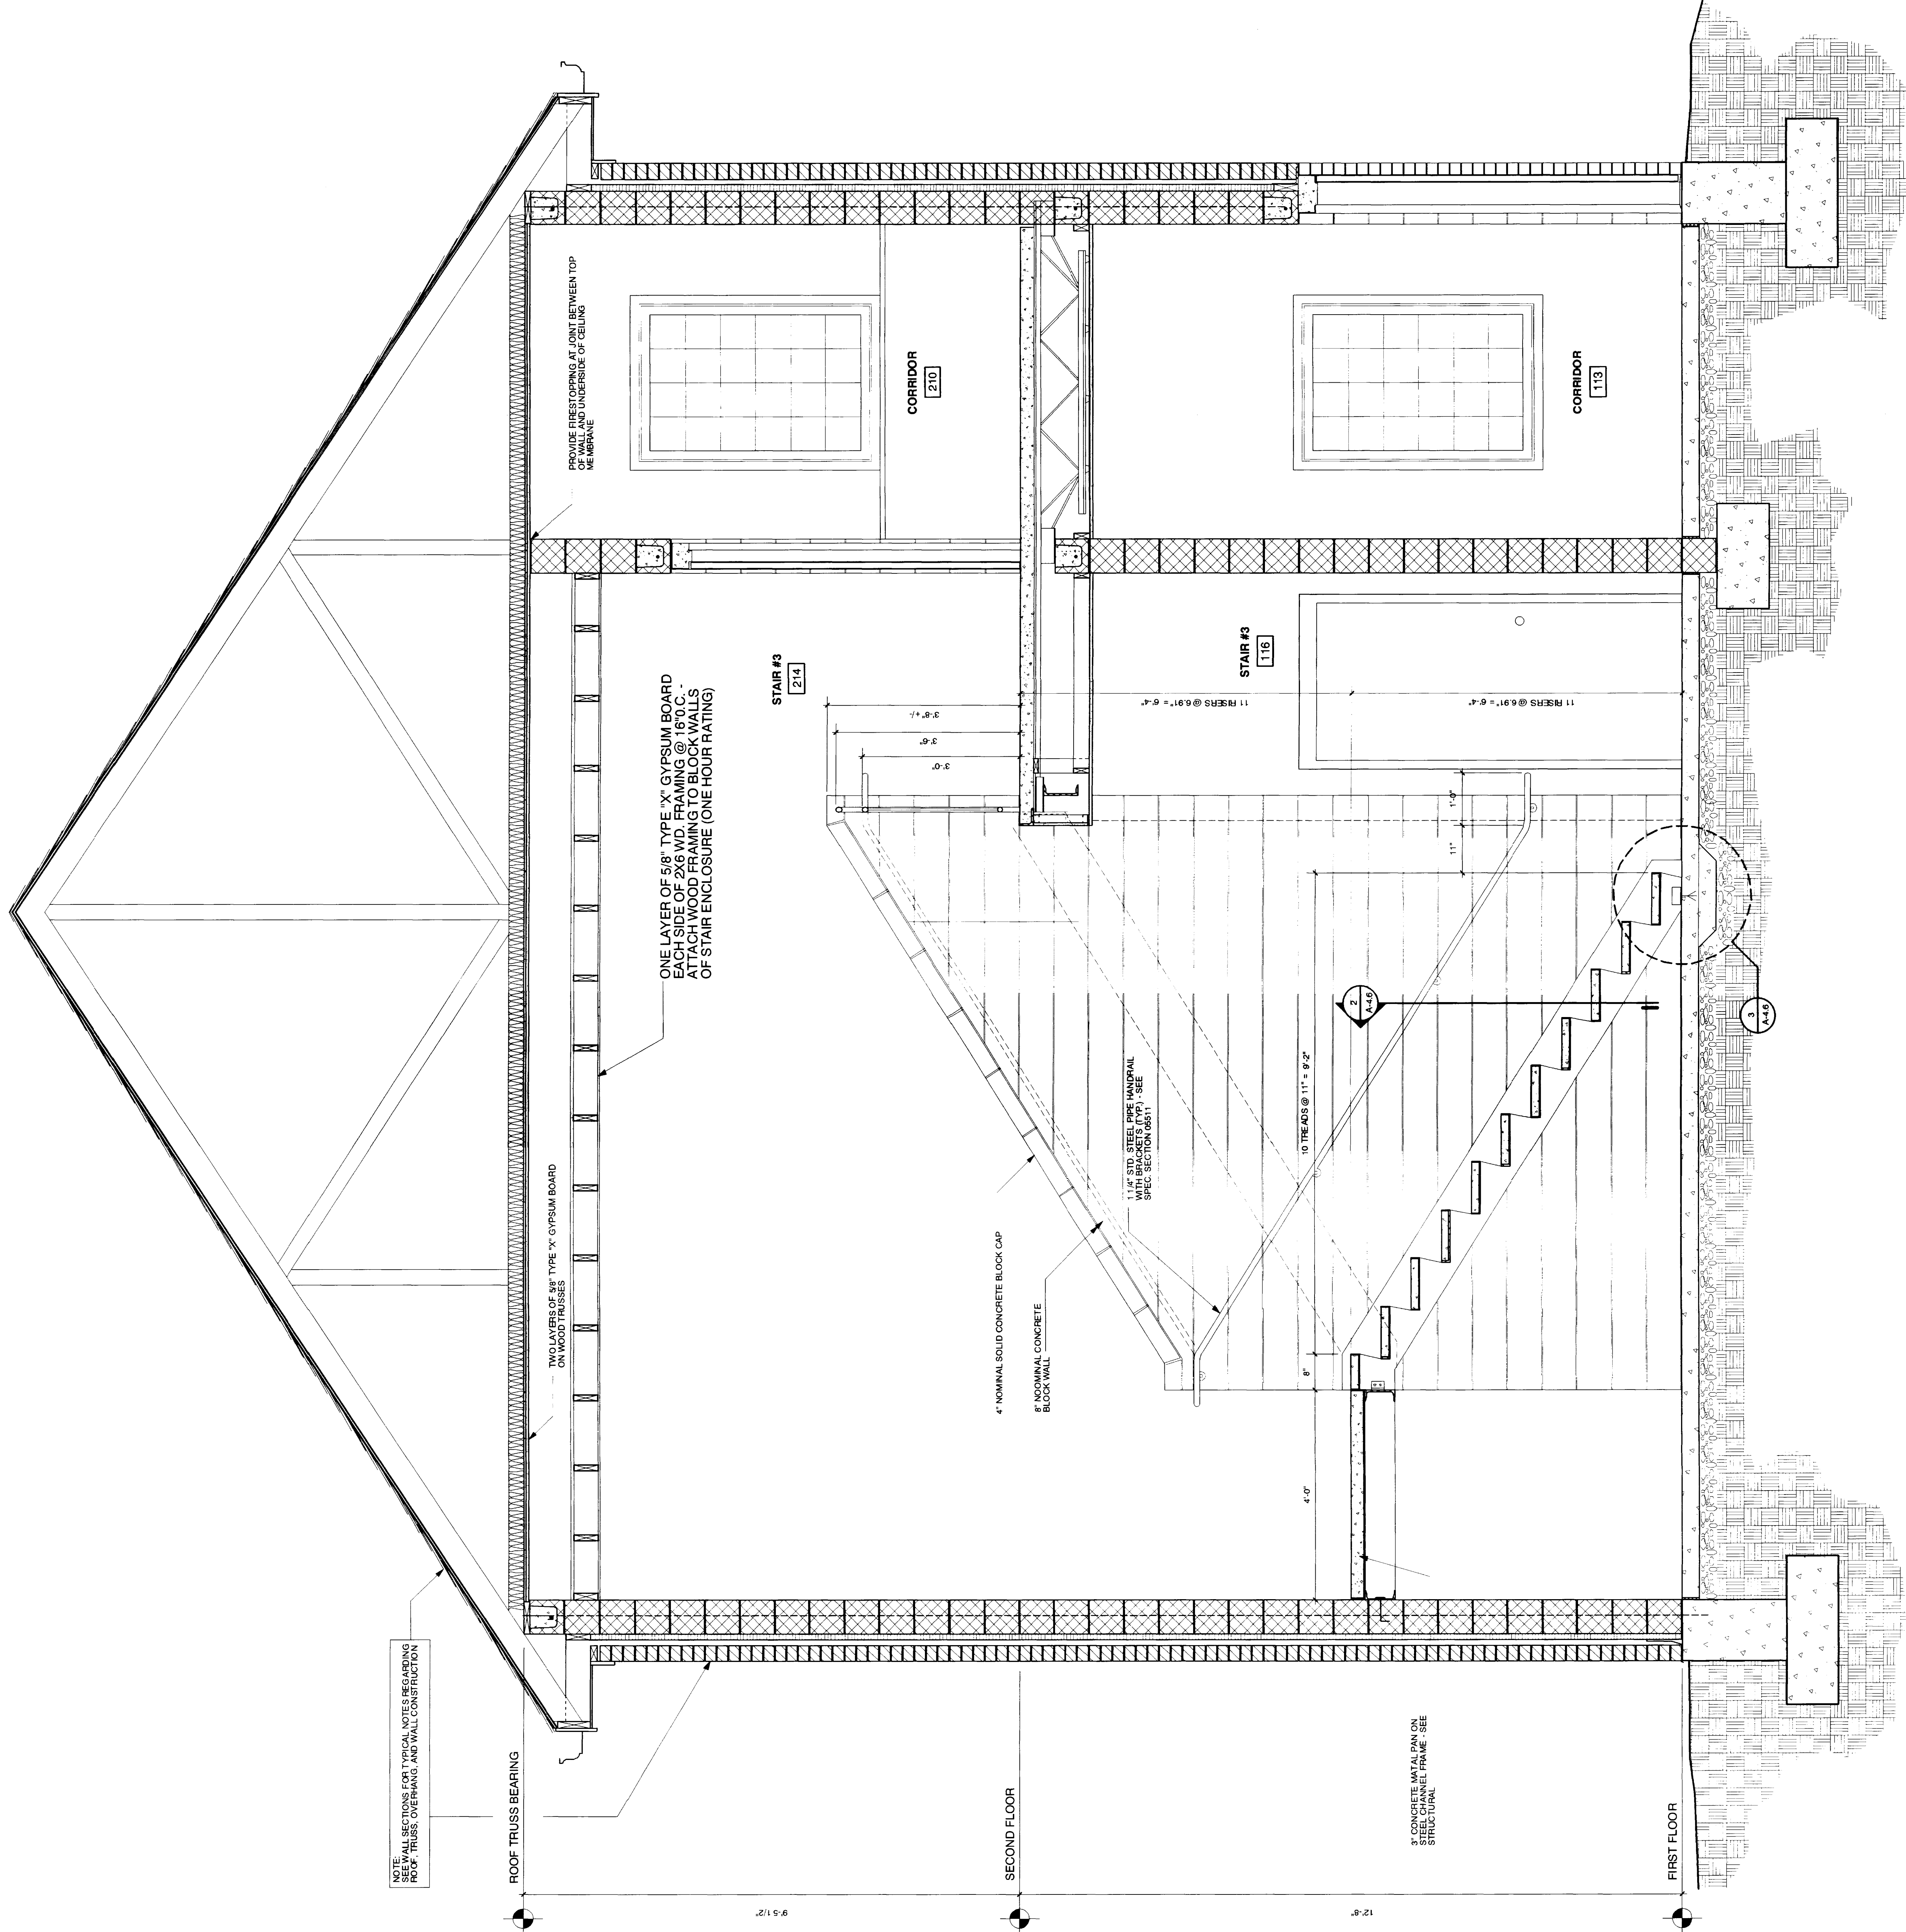 NOTE:
SEE WALL SECTIONS FOR TYPICAL NOTES REGARDING
ROOF, TRUSS, OVERHANG, AND WALL CONSTRUCTION
ROOF TRUSS BEARING
SECOND FLOOR
FIRST FLOOR
9'-5 1/2"
12'-8"
TWO LAYERS OF 5/8" TYPE "X" GYPSUM BOARD
ON WOOD TRUSSES
PROVIDE FIRESTOPPING AT JOINT BETWEEN TOP
OF WALL AND UNDERSIDE OF CEILING
MEMBRANE
ONE LAYER OF 5/8" TYPE "X" GYPSUM BOARD
EACH SIDE OF 2X6 WD. FRAMING @ 16"O.C. -
ATTACH WOOD FRAMING TO BLOCK WALLS
OF STAIR ENCLOSURE (ONE HOUR RATING)
STAIR #3
214
CORRIDOR
210
3'-8" +/-
3'-6"
3'-0"
4" NOMINAL SOLID CONCRETE BLOCK CAP
8" NOOMINAL CONCRETE
BLOCK WALL
1 1/4" STD. STEEL PIPE HANDRAIL
WITH BRACKETS (TYP.) - SEE
SPEC. SECTION 05511
STAIR #3
116
CORRIDOR
113
11 RISERS @ 6.91" = 6'-4"
11 RISERS @ 6.91" = 6'-4"
4'-0"
8"
10 TREADS @ 11" = 9'-2"
11"
1'-0"
2
A-4.6
3
A-4.6
3" CONCRETE MATAL PAN ON
STEEL CHANNEL FRAME - SEE
STRUCTURAL